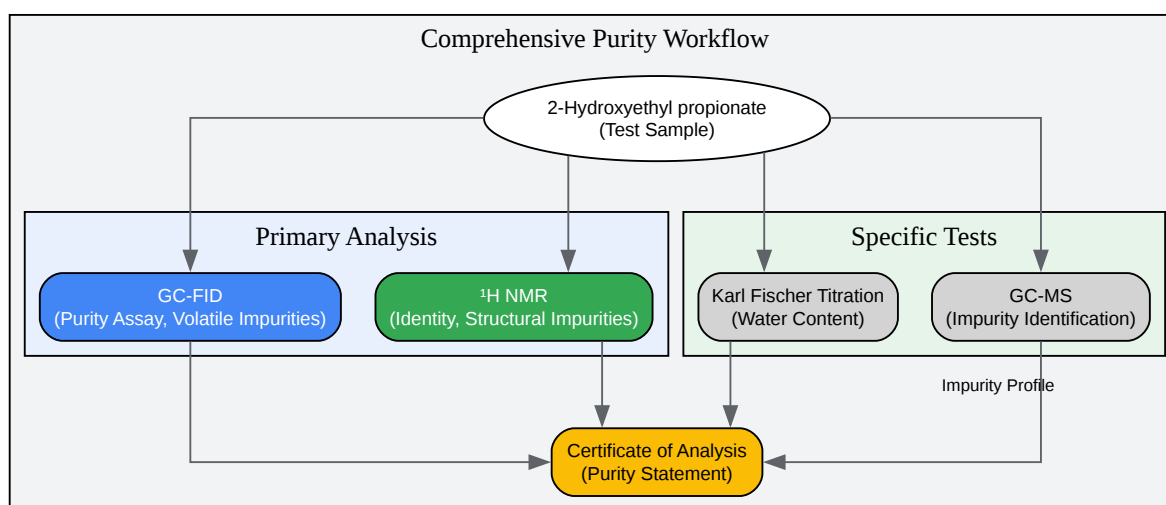 Comprehensive Purity Workflow
2-Hydroxyethyl propionate
(Test Sample)
Primary Analysis
Specific Tests
GC-FID
(Purity Assay, Volatile Impurities)
¹H NMR
(Identity, Structural Impurities)
Karl Fischer Titration
(Water Content)
GC-MS
(Impurity Identification)
Impurity Profile
Certificate of Analysis
(Purity Statement)